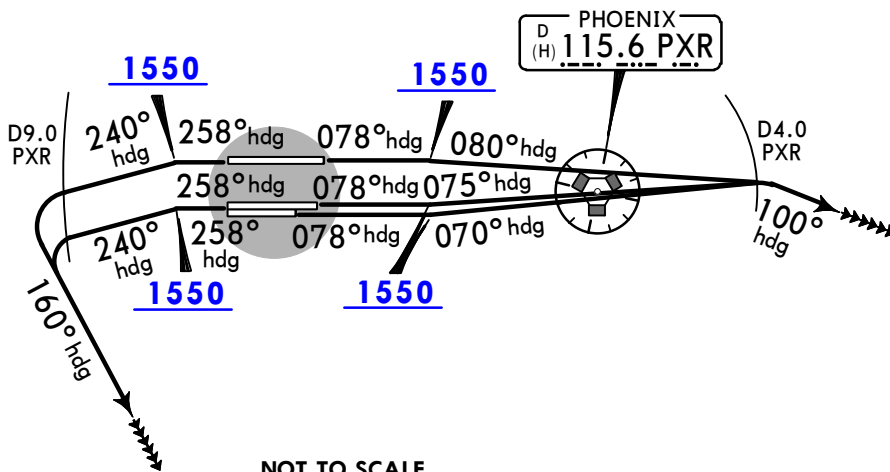 PHOENIX
D
(H) 115.6 PXR
1550
1550
D9.0
PXR
240° hdg
258° hdg
078° hdg
080° hdg
D4.0
PXR
258° hdg
078° hdg
075° hdg
240° hdg
258° hdg
078° hdg
070° hdg
100° hdg
1550
1550
160° hdg
NOT TO SCALE